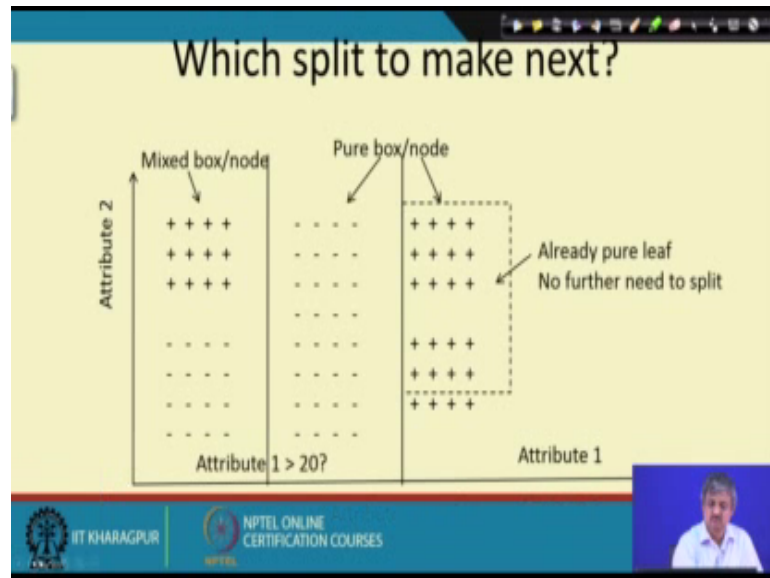 Which split to make next?
Mixed box/node
Pure box/node
Attribute 2
+ + + + - - - - + + + +
+ + + + - - - - + + + +
+ + + + - - - - + + + +
- - - -
- - - - - - - - + + + +
- - - - - - - - + + + +
- - - - - - - - + + + +
- - - - - - - -
Already pure leaf
No further need to split
Attribute 1 > 20?
Attribute 1
IIT KHARAGPUR
NPTEL
NPTEL ONLINE
CERTIFICATION COURSES